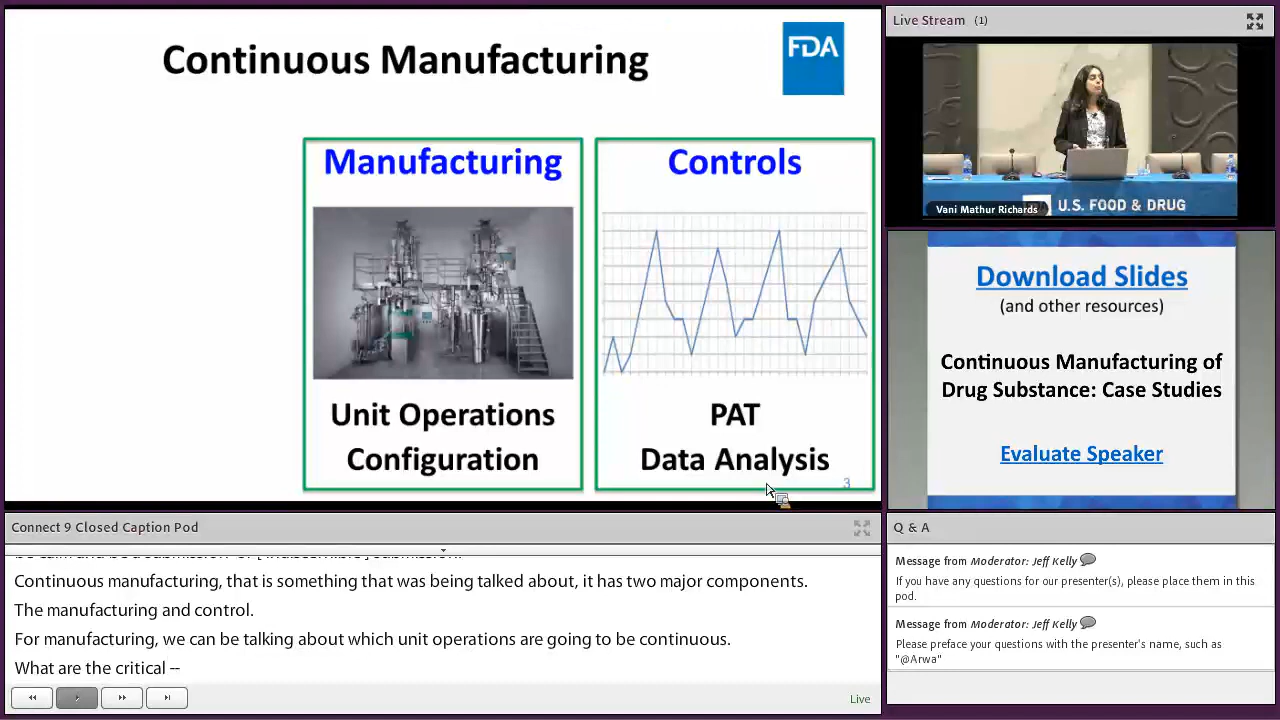 Continuous Manufacturing
FDA
Manufacturing
Unit Operations
Configuration
Controls
PAT
Data Analysis
3
Live Stream (1)
Vani Mathur Richards
U.S. FOOD & DRUG
Download Slides
(and other resources)
Continuous Manufacturing of
Drug Substance: Case Studies
Evaluate Speaker
Connect 9 Closed Caption Pod
Continuous manufacturing, that is something that was being talked about, it has two major components.
The manufacturing and control.
For manufacturing, we can be talking about which unit operations are going to be continuous.
What are the critical --
Live
Q & A
Message from Moderator: Jeff Kelly
If you have any questions for our presenter(s), please place them in this
pod.
Message from Moderator: Jeff Kelly
Please preface your questions with the presenter's name, such as
"@Arwa"